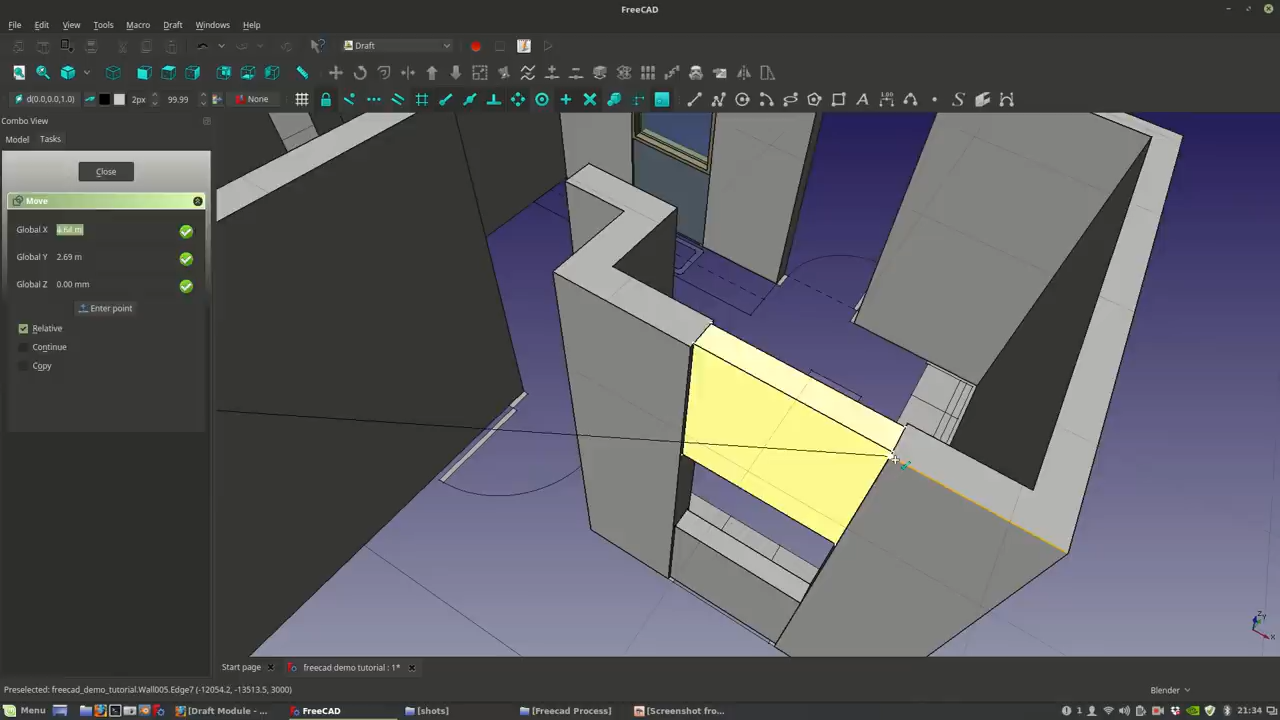 FreeCAD
File Edit View Tools Macro Draft Windows Help
Draft
d(0.0,0.0,1.0) 2px 99.99 None
Combo View
Model Tasks
Close
Move
Global X 4.64 m
Global Y 2.69 m
Global Z 0.00 mm
Enter point
Relative
Continue
Copy
Start page freecad demo tutorial : 1*
Preselected: freecad_demo_tutorial.Wall005.Edge7 (-12054.2, -13513.5, 3000) Blender
Menu [Draft Module - ... FreeCAD [shots] [Freecad Process] [Screenshot fro... 1 21:34